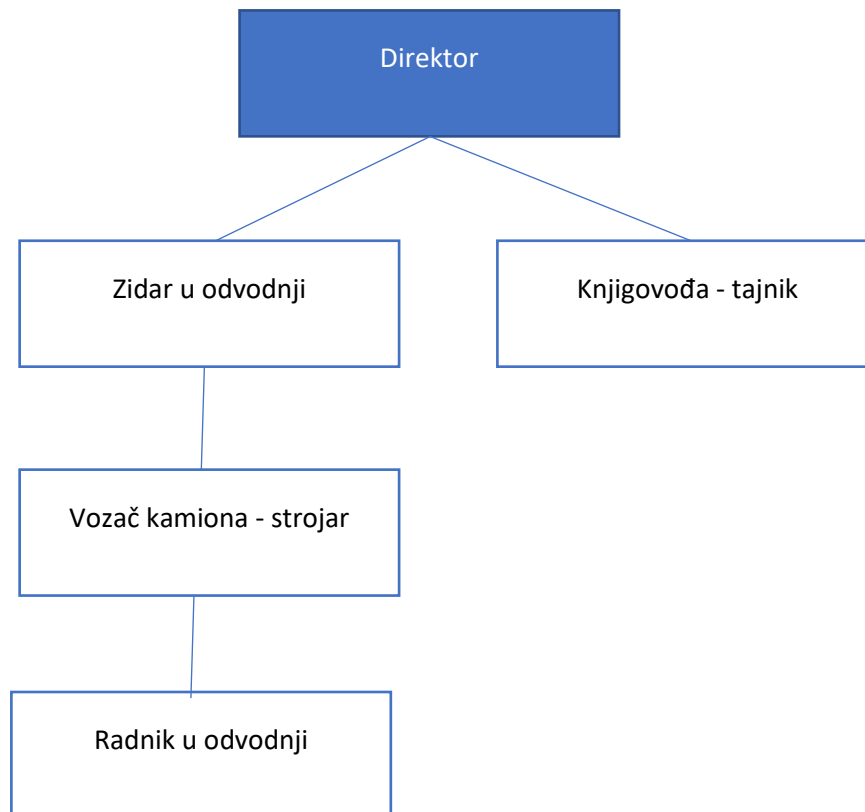 Direktor
Zidar u odvodnji
Knjigovođa - tajnik
Vozač kamiona - strojar
Radnik u odvodnji